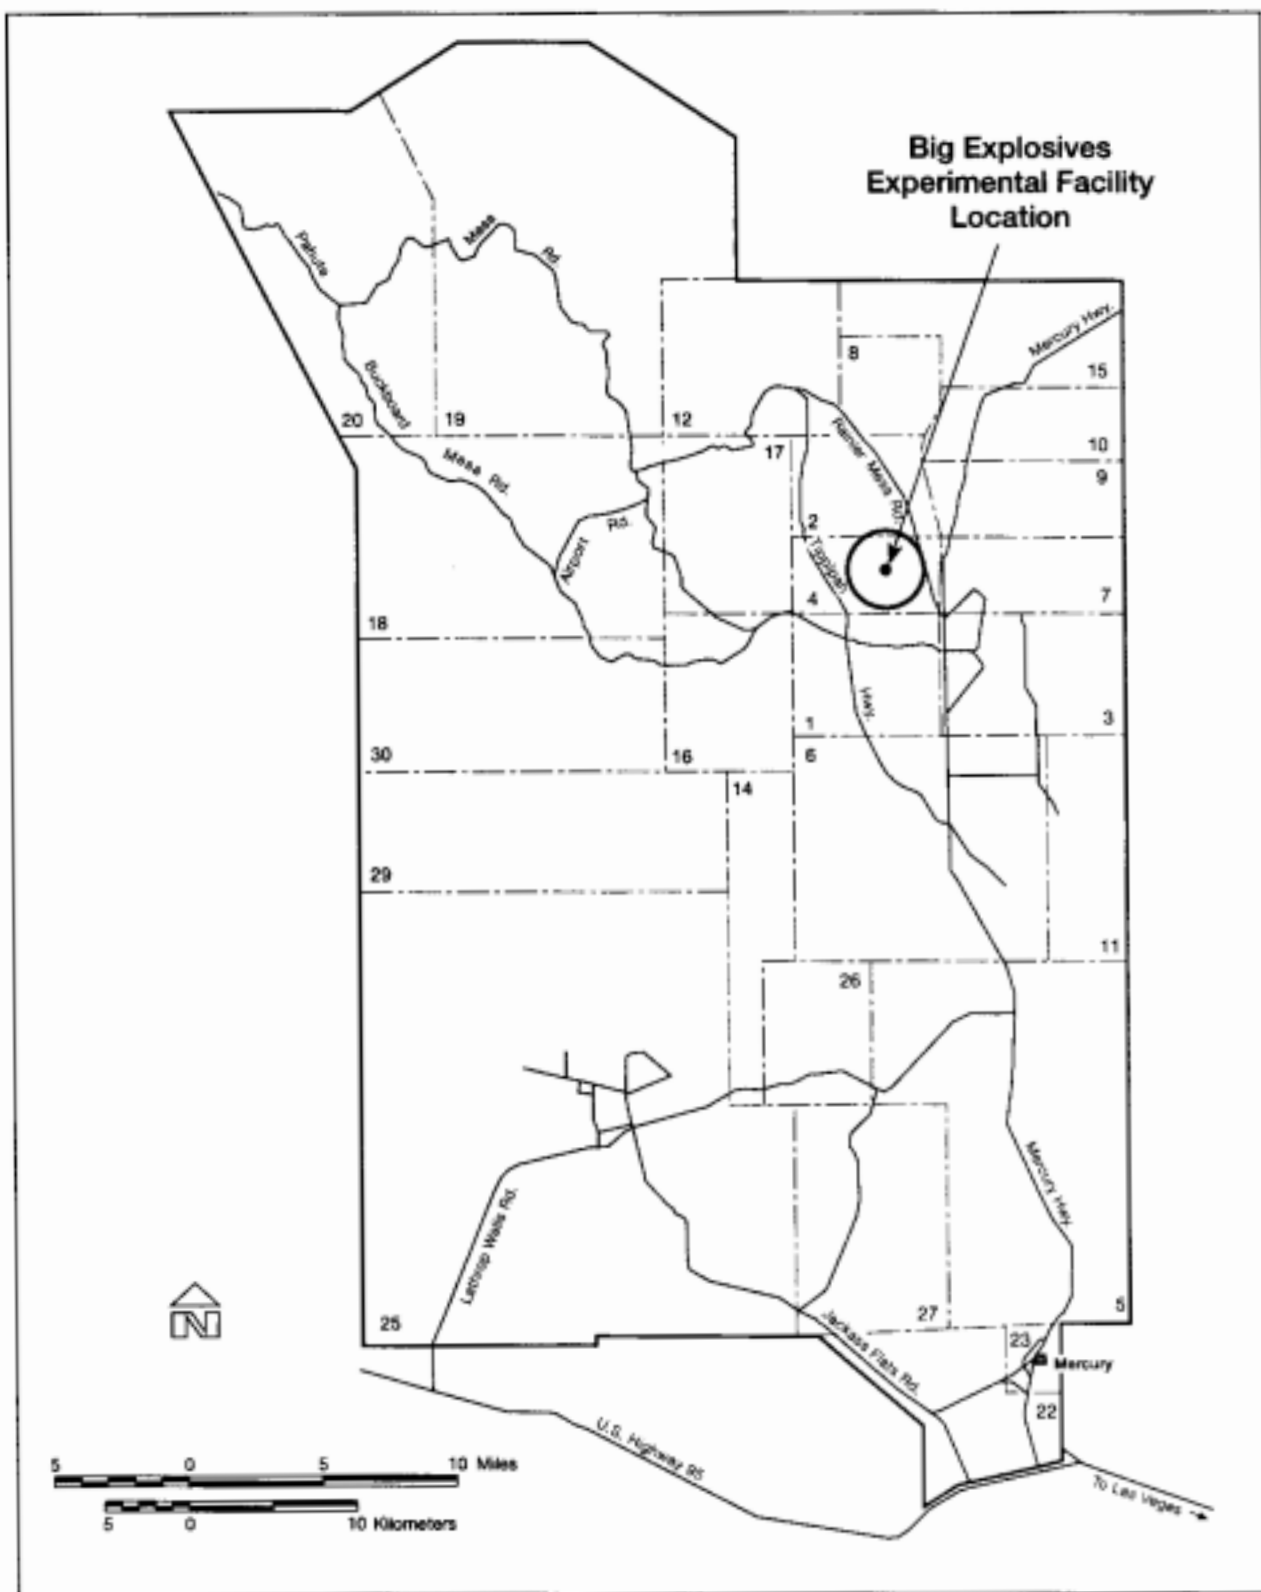 Big Explosives
Experimental Facility
Location
Pahute
Mesa
Rd.
Mercury Hwy.
8
15
Buckboard
20
19
12
17
Rainier Mesa Rd.
10
9
Mesa Rd.
Airport
Rd.
2
Tippipah
4
7
18
Hwy.
1
3
30
16
6
14
29
11
26
Mercury Hwy.
Lathrop Wells Rd.
25
27
5
Jackass Flats Rd.
23
Mercury
22
N
U.S. Highway 95
To Las Vegas
5 0 5 10 Miles
5 0 10 Kilometers